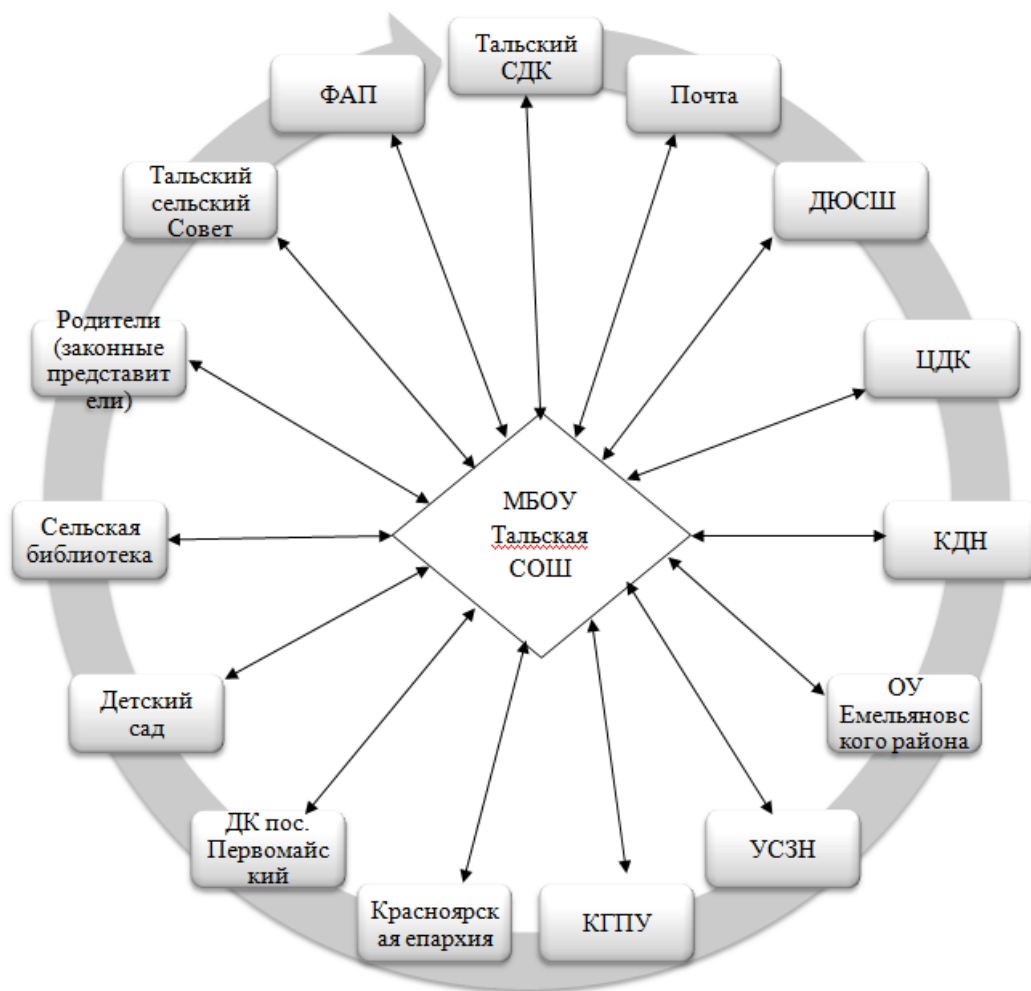 Тальский
СДК
Почта
ДЮСШ
ЦДК
КДН
ОУ
Емельяновс
кого района
УСЗН
КГПУ
Красноярск
ая епархия
ДК пос.
Первомайс
кий
Детский
сад
Сельская
библиотека
Родители
(законные
представит
ели)
Тальский
сельский
Совет
ФАП
МБОУ
Тальская
СОШ